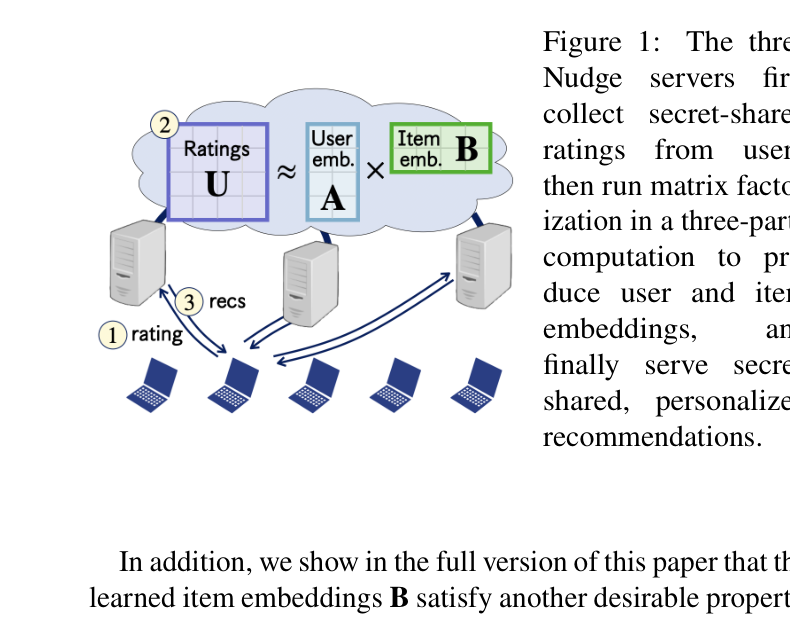 2
Ratings
U
≈
User
emb.
A
×
Item
emb.
B
3 recs
1 rating
Figure 1: The thre
Nudge servers fir
collect secret-share
ratings from user
then run matrix facto
ization in a three-part
computation to pr
duce user and iter
embeddings, an
finally serve secre
shared, personalize
recommendations.
In addition, we show in the full version of this paper that th
learned item embeddings B satisfy another desirable propert